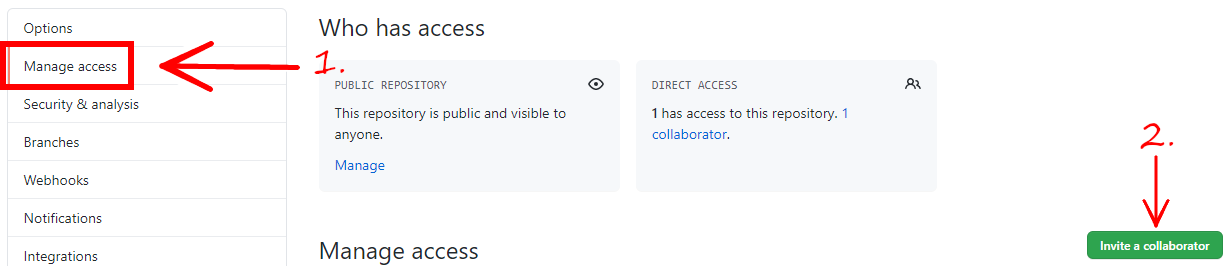 Options
Manage access
Security & analysis
Branches
Webhooks
Notifications
Integrations
1.
Who has access
PUBLIC REPOSITORY
This repository is public and visible to
anyone.
Manage
DIRECT ACCESS
1 has access to this repository. 1
collaborator.
2.
Manage access
Invite a collaborator